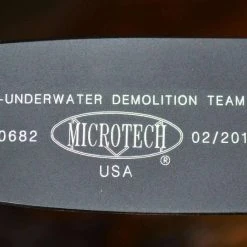 -UNDERWATER DEMOLITION TEAM
0682 MICROTECH ® 02/201
USA